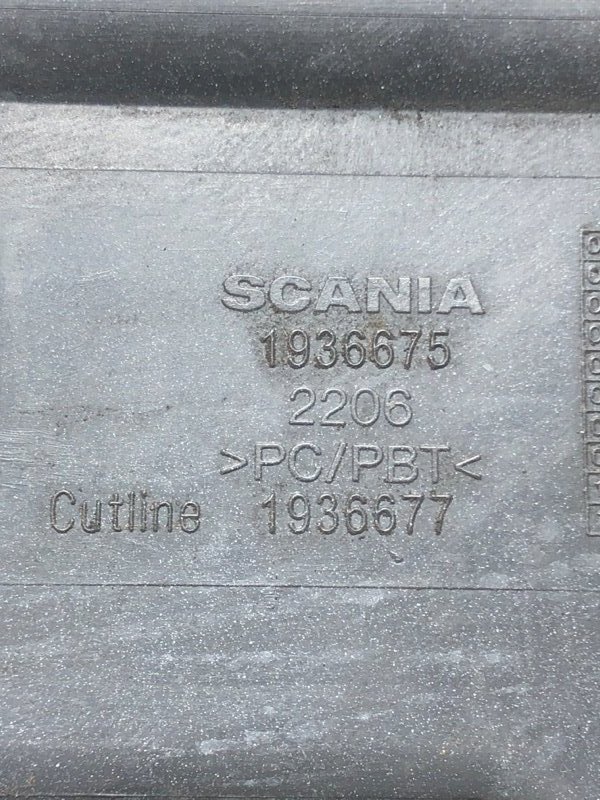 SCANIA
1936675
2206
>PC/PBT<
Cutline 1936677